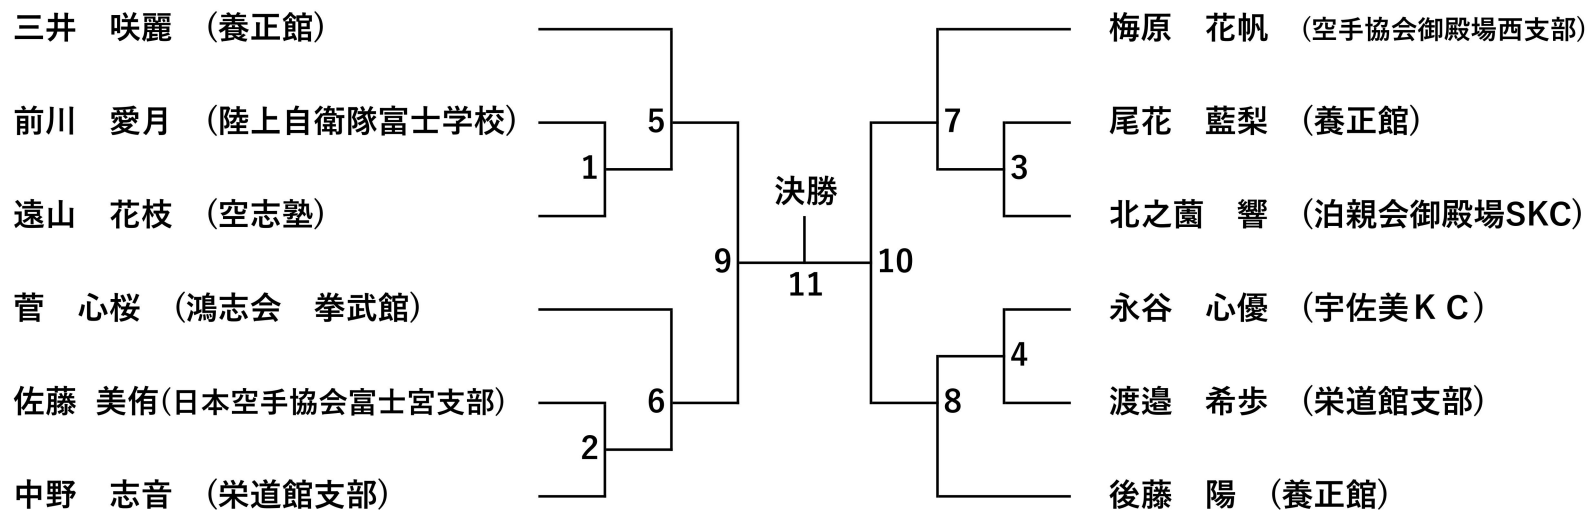 三井　咲麗　（養正館）
前川　愛月　（陸上自衛隊富士学校）
遠山　花枝　（空志塾）
菅　心桜　（鴻志会　拳武館）
佐藤 美侑（日本空手協会富士宮支部）
中野　志音　（栄道館支部）
5
1
9
6
2
決勝
11
10
7
3
4
8
梅原　花帆　（空手協会御殿場西支部）
尾花　藍梨　（養正館）
北之薗　響　（泊親会御殿場SKC）
永谷　心優　（宇佐美ＫＣ）
渡邉　希歩　（栄道館支部）
後藤　陽　（養正館）